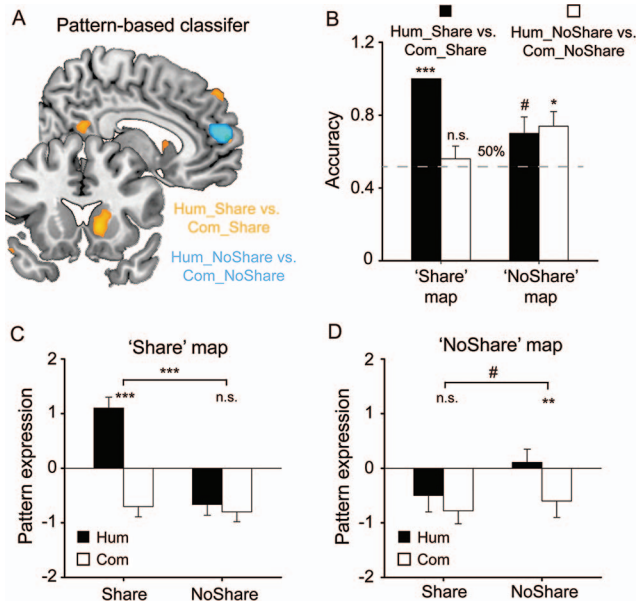 A
Pattern-based classifer
Hum_Share vs.
Com_Share
Hum_NoShare vs.
Com_NoShare
B
Hum_Share vs.
Com_Share
Hum_NoShare vs.
Com_NoShare
1.2
0.8
0.4
0
Accuracy
***
n.s.
50%
#
*
'Share'
map
'NoShare'
map
C
'Share' map
2
1
0
-1
-2
Pattern expression
***
***
n.s.
Hum
Com
Share
NoShare
D
'NoShare' map
2
1
0
-1
-2
Pattern expression
#
n.s.
**
Hum
Com
Share
NoShare